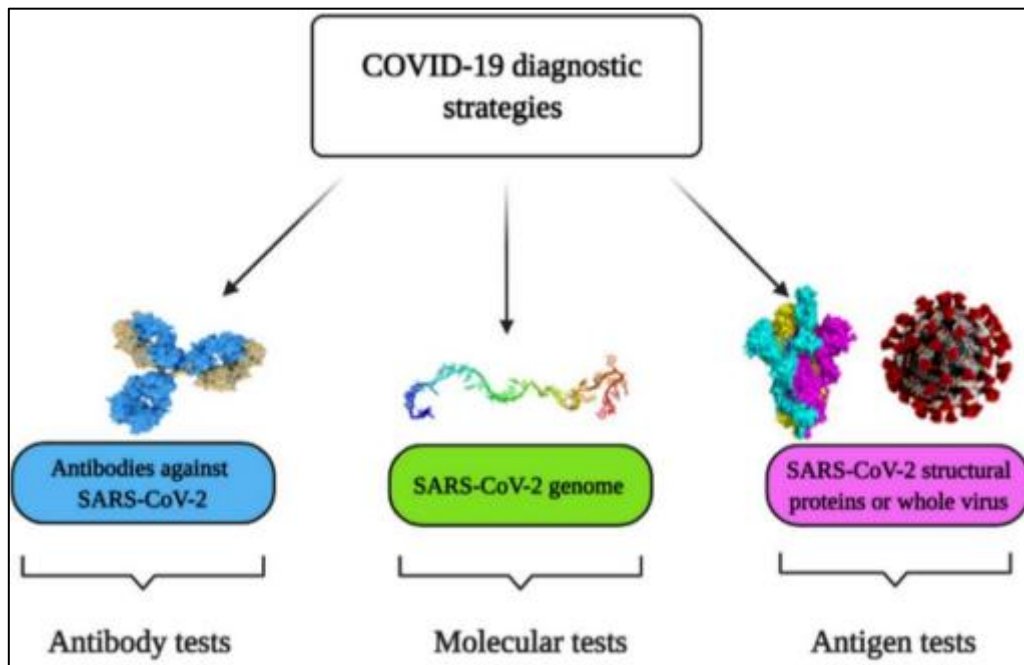 COVID-19 diagnostic
strategies
Antibodies against
SARS-CoV-2
SARS-CoV-2 genome
SARS-CoV-2 structural
proteins or whole virus
Antibody tests
Molecular tests
Antigen tests